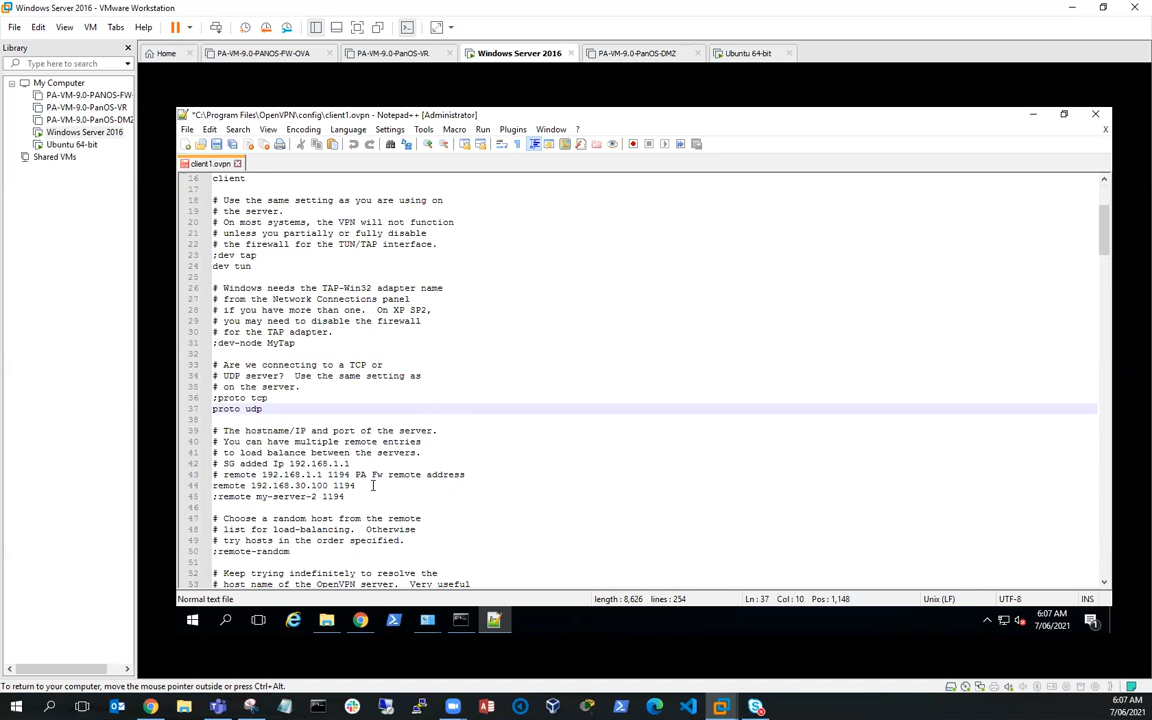 Windows Server 2016 - VMware Workstation
File Edit View VM Tabs Help
Library
Type here to search
My Computer
PA-VM-9.0-PANOS-FW-
PA-VM-9.0-PanOS-VR
PA-VM-9.0-PanOS-DMZ
Windows Server 2016
Ubuntu 64-bit
Shared VMs
Home PA-VM-9.0-PANOS-FW-OVA PA-VM-9.0-PanOS-VR Windows Server 2016 PA-VM-9.0-PanOS-DMZ Ubuntu 64-bit
*C:\Program Files\OpenVPN\config\client1.ovpn - Notepad++ [Administrator]
File Edit Search View Encoding Language Settings Tools Macro Run Plugins Window ? X
client1.ovpn
16 client
17
18 # Use the same setting as you are using on
19 # the server.
20 # On most systems, the VPN will not function
21 # unless you partially or fully disable
22 # the firewall for the TUN/TAP interface.
23 ;dev tap
24 dev tun
25
26 # Windows needs the TAP-Win32 adapter name
27 # from the Network Connections panel
28 # if you have more than one.  On XP SP2,
29 # you may need to disable the firewall
30 # for the TAP adapter.
31 ;dev-node MyTap
32
33 # Are we connecting to a TCP or
34 # UDP server?  Use the same setting as
35 # on the server.
36 ;proto tcp
37 proto udp
38
39 # The hostname/IP and port of the server.
40 # You can have multiple remote entries
41 # to load balance between the servers.
42 # SG added Ip 192.168.1.1
43 # remote 192.168.1.1 1194 PA Fw remote address
44 remote 192.168.30.100 1194
45 ;remote my-server-2 1194
46
47 # Choose a random host from the remote
48 # list for load-balancing.  Otherwise
49 # try hosts in the order specified.
50 ;remote-random
51
52 # Keep trying indefinitely to resolve the
53 # host name of the OpenVPN server.  Very useful
Normal text file length : 8,626 lines : 254 Ln : 37 Col : 10 Pos : 1,148 Unix (LF) UTF-8 INS
6:07 AM
7/06/2021
To return to your computer, move the mouse pointer outside or press Ctrl+Alt.
6:07 AM
7/06/2021